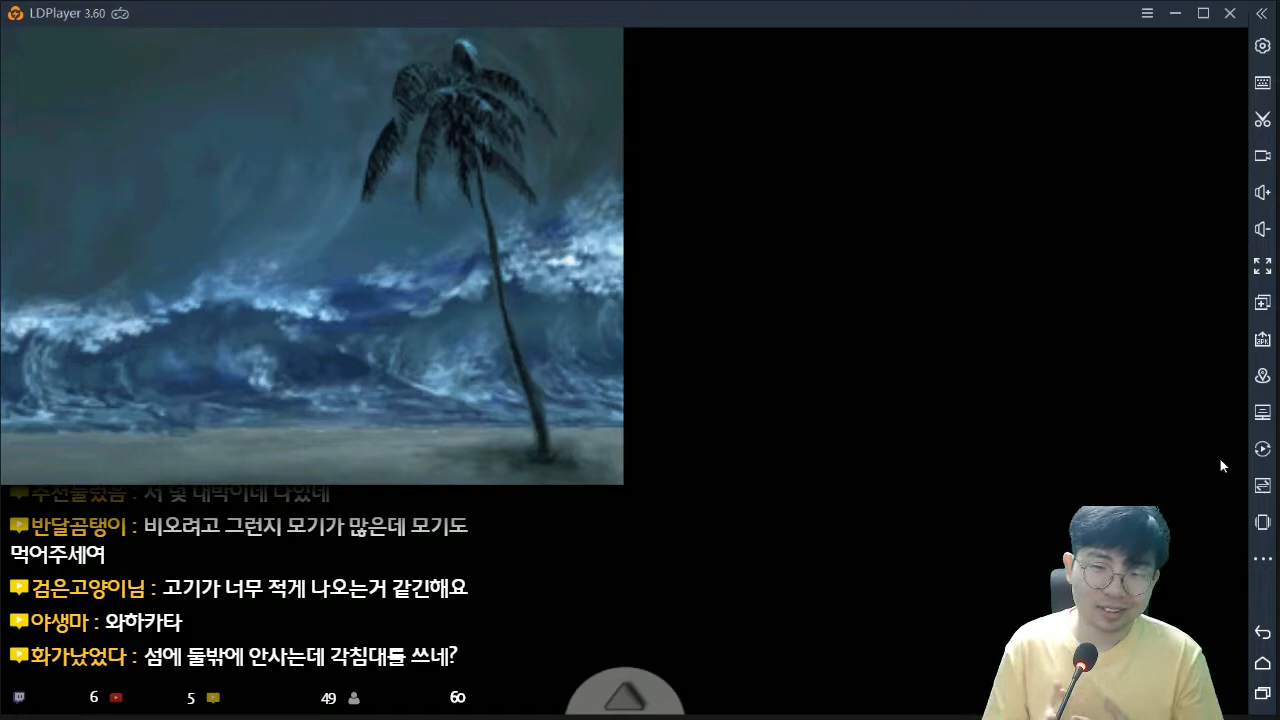 LDPlayer 3.60
반달곰탱이 : 비오려고 그런지 모기가 많은데 모기도
먹어주세여
검은고양이님 : 고기가 너무 적게 나오는거 같긴해요
야생마 : 와하카타
화가났었다 : 섬에 둘밖에 안사는데 각침대를 쓰네?
6 5 49 60